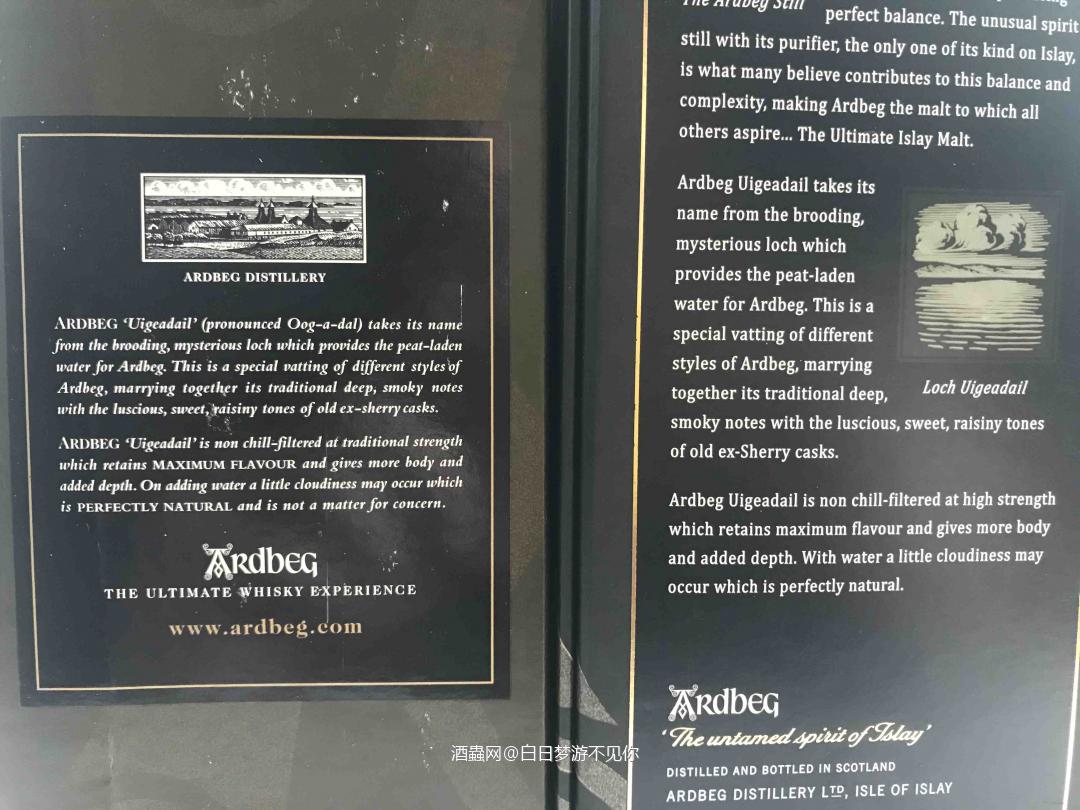 ARDBEG DISTILLERY
ARDBEG 'Uigeadail' (pronounced Oog-a-dal) takes its name
from the brooding, mysterious loch which provides the peat-laden
water for Ardbeg. This is a special vatting of different styles of
Ardbeg, marrying together its traditional deep, smoky notes
with the luscious, sweet, raisiny tones of old ex-sherry casks.
ARDBEG 'Uigeadail' is non chill-filtered at traditional strength
which retains MAXIMUM FLAVOUR and gives more body and
added depth. On adding water a little cloudiness may occur which
is PERFECTLY NATURAL and is not a matter for concern.
Ardbeg
THE ULTIMATE WHISKY EXPERIENCE
www.ardbeg.com
The Ardbeg Still
perfect balance. The unusual spirit
still with its purifier, the only one of its kind on Islay,
is what many believe contributes to this balance and
complexity, making Ardbeg the malt to which all
others aspire... The Ultimate Islay Malt.
Ardbeg Uigeadail takes its
name from the brooding,
mysterious loch which
provides the peat-laden
water for Ardbeg. This is a
special vatting of different
styles of Ardbeg, marrying
together its traditional deep,
Loch Uigeadail
smoky notes with the luscious, sweet, raisiny tones
of old ex-Sherry casks.
Ardbeg Uigeadail is non chill-filtered at high strength
which retains maximum flavour and gives more body
and added depth. With water a little cloudiness may
occur which is perfectly natural.
Ardbeg
'The untamed spirit of Islay'
DISTILLED AND BOTTLED IN SCOTLAND
ARDBEG DISTILLERY LTD, ISLE OF ISLAY
酒蟲网@白日梦游不见你